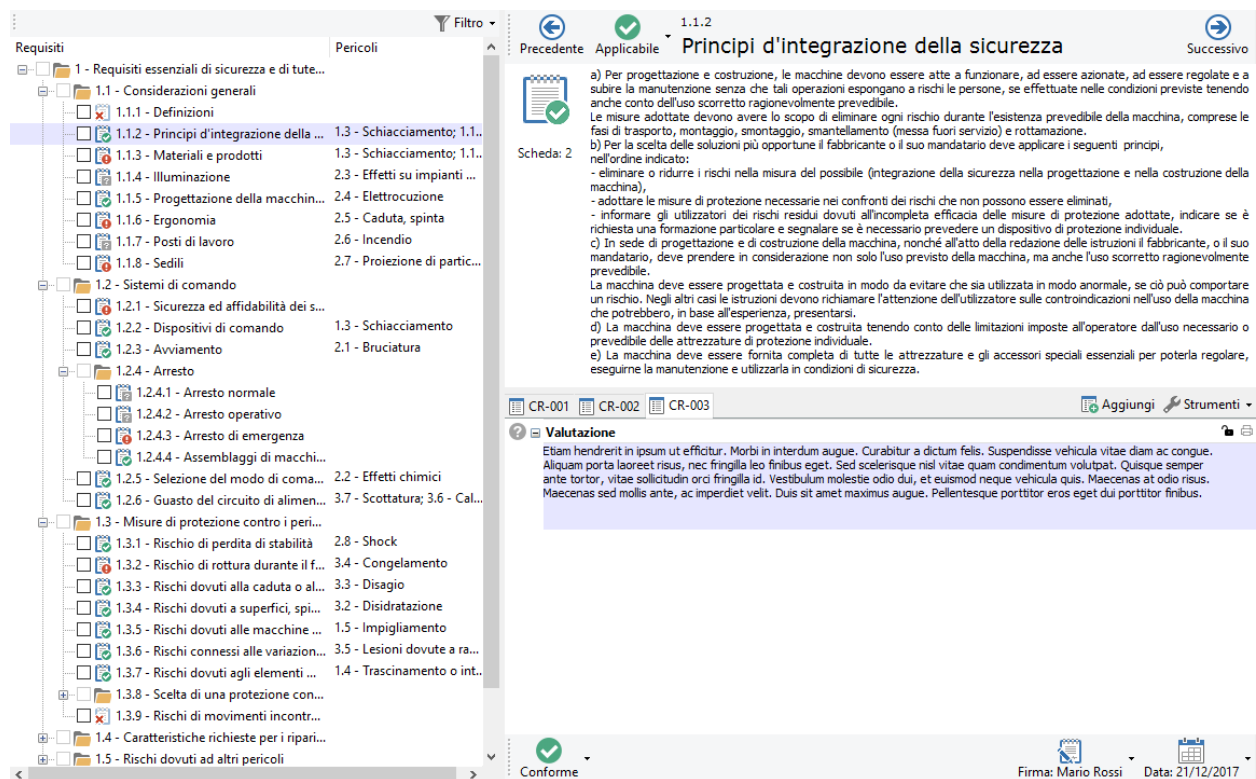 Filtro
Requisiti
Pericoli
1 - Requisiti essenziali di sicurezza e di tute...
1.1 - Considerazioni generali
1.1.1 - Definizioni
1.1.2 - Principi d'integrazione della ... 1.3 - Schiacciamento; 1.1..
1.1.3 - Materiali e prodotti 1.3 - Schiacciamento; 1.1..
1.1.4 - Illuminazione 2.3 - Effetti su impianti ...
1.1.5 - Progettazione della macchin... 2.4 - Elettrocuzione
1.1.6 - Ergonomia 2.5 - Caduta, spinta
1.1.7 - Posti di lavoro 2.6 - Incendio
1.1.8 - Sedili 2.7 - Proiezione di partic...
1.2 - Sistemi di comando
1.2.1 - Sicurezza ed affidabilità dei s...
1.2.2 - Dispositivi di comando 1.3 - Schiacciamento
1.2.3 - Avviamento 2.1 - Bruciatura
1.2.4 - Arresto
1.2.4.1 - Arresto normale
1.2.4.2 - Arresto operativo
1.2.4.3 - Arresto di emergenza
1.2.4.4 - Assemblaggi di macchi...
1.2.5 - Selezione del modo di coma... 2.2 - Effetti chimici
1.2.6 - Guasto del circuito di alimen... 3.7 - Scottatura; 3.6 - Cal...
1.3 - Misure di protezione contro i peri...
1.3.1 - Rischio di perdita di stabilità 2.8 - Shock
1.3.2 - Rischio di rottura durante il f... 3.4 - Congelamento
1.3.3 - Rischi dovuti alla caduta o al... 3.3 - Disagio
1.3.4 - Rischi dovuti a superfici, spi... 3.2 - Disidratazione
1.3.5 - Rischi dovuti alle macchine ... 1.5 - Impigliamento
1.3.6 - Rischi connessi alle variazion... 3.5 - Lesioni dovute a ra...
1.3.7 - Rischi dovuti agli elementi ... 1.4 - Trascinamento o int..
1.3.8 - Scelta di una protezione con...
1.3.9 - Rischi di movimenti incontr...
1.4 - Caratteristiche richieste per i ripari...
1.5 - Rischi dovuti ad altri pericoli
Precedente
Applicabile
1.1.2
Principi d'integrazione della sicurezza
Successivo
Scheda: 2
a) Per progettazione e costruzione, le macchine devono essere atte a funzionare, ad essere azionate, ad essere regolate e a
subire la manutenzione senza che tali operazioni espongano a rischi le persone, se effettuate nelle condizioni previste tenendo
anche conto dell'uso scorretto ragionevolmente prevedibile.
Le misure adottate devono avere lo scopo di eliminare ogni rischio durante l'esistenza prevedibile della macchina, comprese le
fasi di trasporto, montaggio, smontaggio, smantellamento (messa fuori servizio) e rottamazione.
b) Per la scelta delle soluzioni più opportune il fabbricante o il suo mandatario deve applicare i seguenti principi,
nell'ordine indicato:
- eliminare o ridurre i rischi nella misura del possibile (integrazione della sicurezza nella progettazione e nella costruzione della
macchina),
- adottare le misure di protezione necessarie nei confronti dei rischi che non possono essere eliminati,
- informare gli utilizzatori dei rischi residui dovuti all'incompleta efficacia delle misure di protezione adottate, indicare se è
richiesta una formazione particolare e segnalare se è necessario prevedere un dispositivo di protezione individuale.
c) In sede di progettazione e di costruzione della macchina, nonché all'atto della redazione delle istruzioni il fabbricante, o il suo
mandatario, deve prendere in considerazione non solo l'uso previsto della macchina, ma anche l'uso scorretto ragionevolmente
prevedibile.
La macchina deve essere progettata e costruita in modo da evitare che sia utilizzata in modo anormale, se ciò può comportare
un rischio. Negli altri casi le istruzioni devono richiamare l'attenzione dell'utilizzatore sulle controindicazioni nell'uso della macchina
che potrebbero, in base all'esperienza, presentarsi.
d) La macchina deve essere progettata e costruita tenendo conto delle limitazioni imposte all'operatore dall'uso necessario o
prevedibile delle attrezzature di protezione individuale.
e) La macchina deve essere fornita completa di tutte le attrezzature e gli accessori speciali essenziali per poterla regolare,
eseguirne la manutenzione e utilizzarla in condizioni di sicurezza.
CR-001 CR-002 CR-003 Aggiungi Strumenti
Valutazione
Etiam hendrerit in ipsum ut efficitur. Morbi in interdum augue. Curabitur a dictum felis. Suspendisse vehicula vitae diam ac congue.
Aliquam porta laoreet risus, nec fringilla leo finibus eget. Sed scelerisque nisl vitae quam condimentum volutpat. Quisque semper
ante tortor, vitae sollicitudin orci fringilla id. Vestibulum molestie odio dui, et euismod neque vehicula quis. Maecenas at odio risus.
Maecenas sed mollis ante, ac imperdiet velit. Duis sit amet maximus augue. Pellentesque porttitor eros eget dui porttitor finibus.
Conforme
Firma: Mario Rossi
Data: 21/12/2017